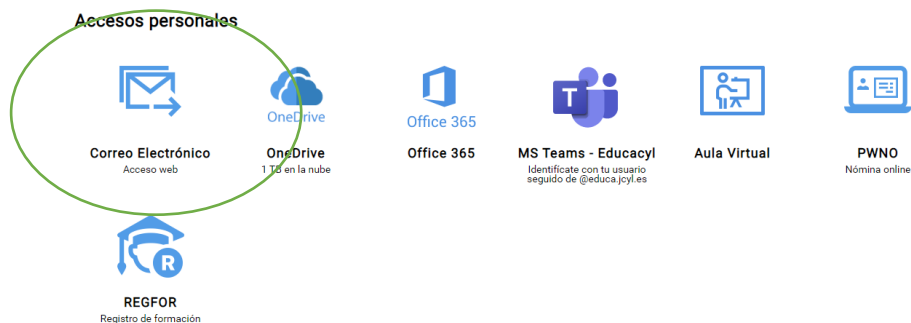 Accesos personales
OneDrive
Office 365
T
Correo Electrónico
Acceso web
OneDrive
1 TB en la nube
Office 365
MS Teams - Educacyl
Identifícate con tu usuario
seguido de @educa.jcyl.es
Aula Virtual
PWNO
Nómina online
R
REGFOR
Registro de formación